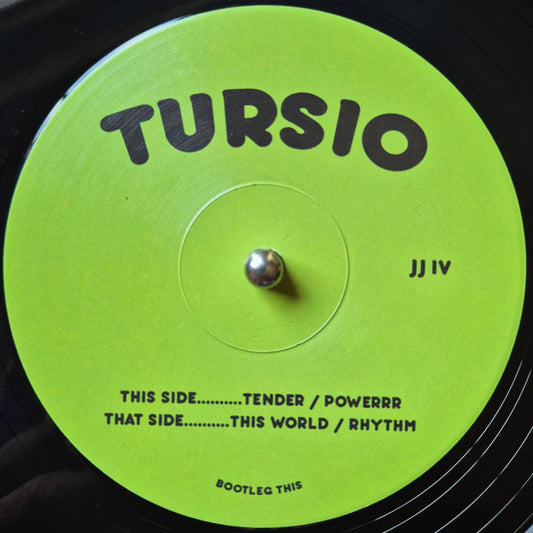 TURSIO
JJ IV
THIS SIDE..........TENDER / POWERRR
THAT SIDE..........THIS WORLD / RHYTHM
BOOTLEG THIS